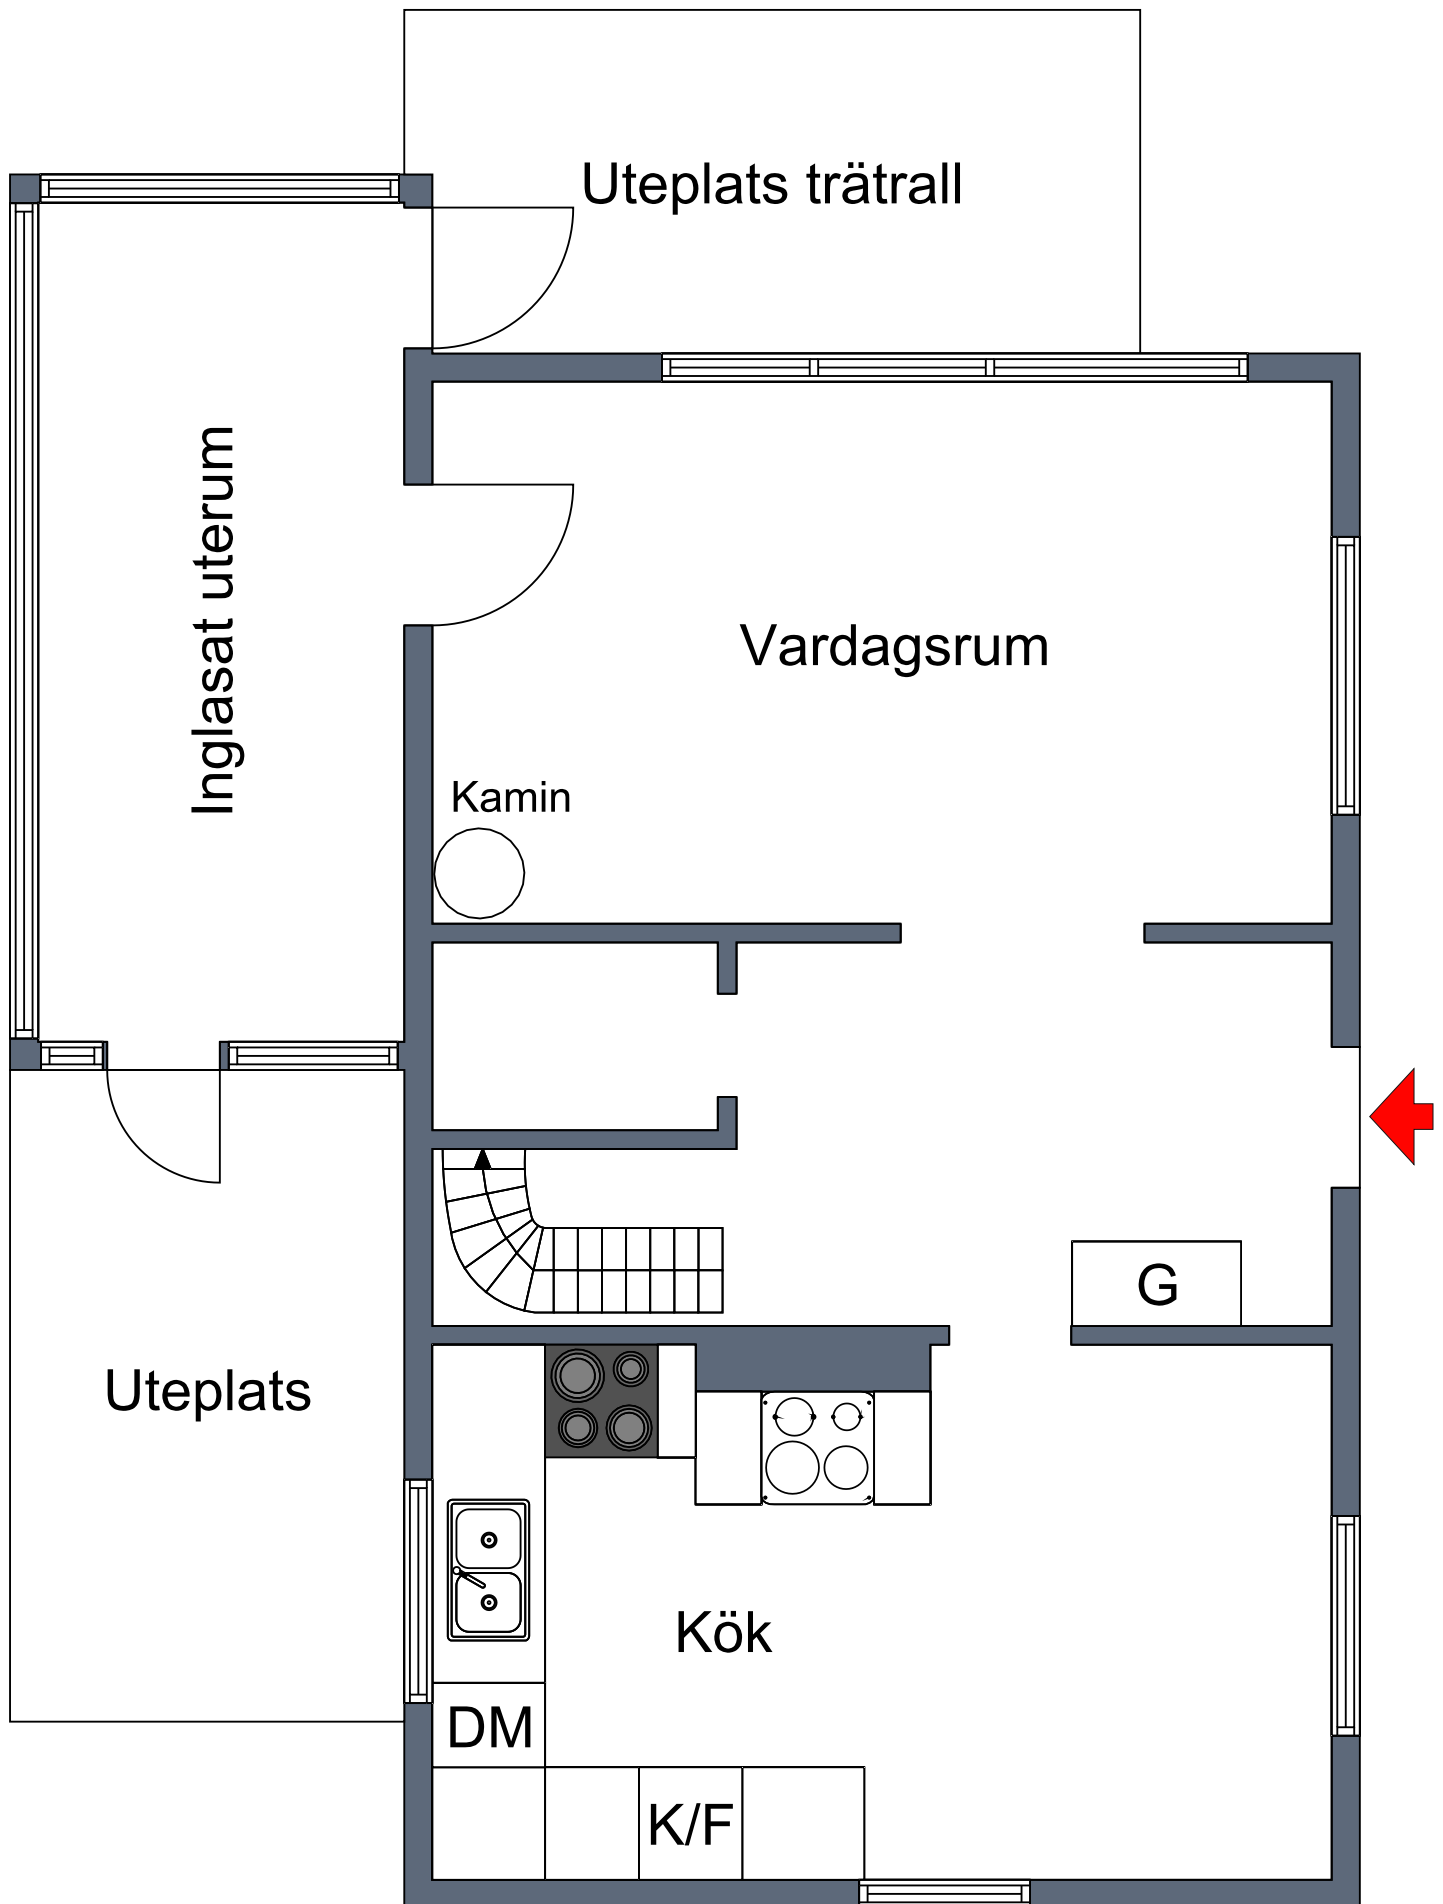 Uteplats trätrall
Inglasat uterum
Vardagsrum
Kamin
G
Uteplats
Kök
DM
K/F